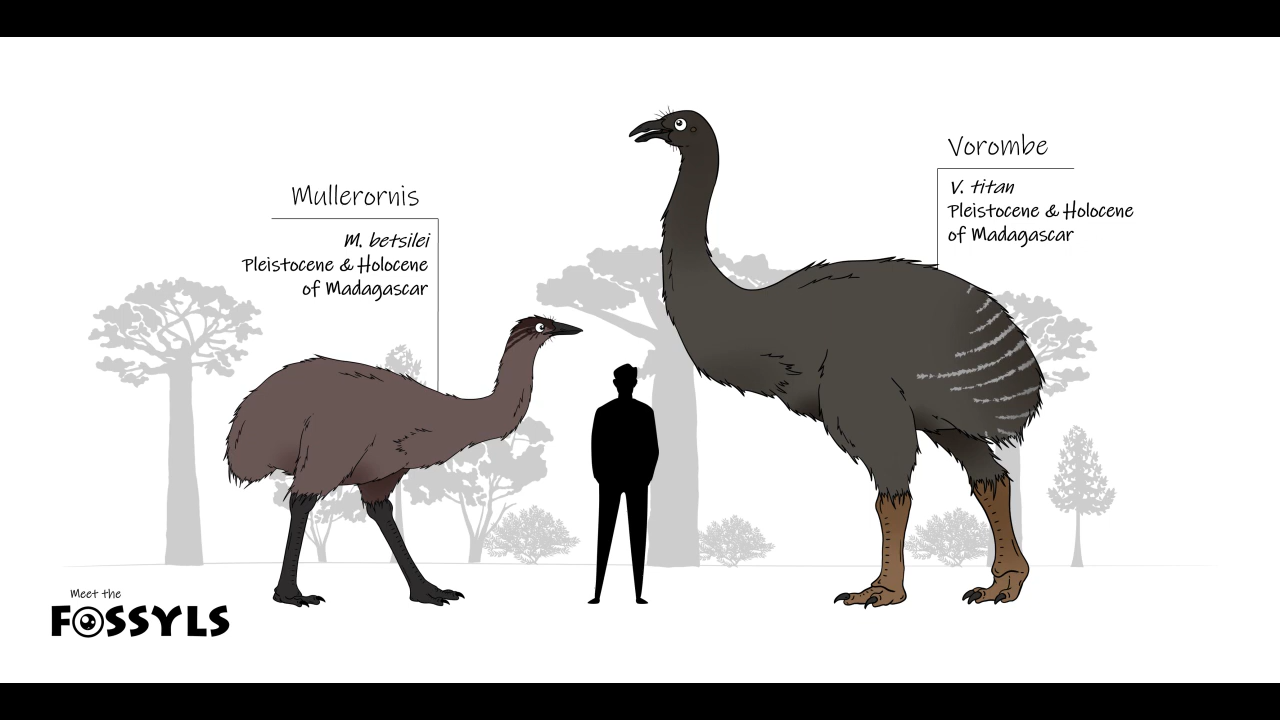 Mullerornis
M. betsilei
Pleistocene & Holocene
of Madagascar
Vorombe
V. titan
Pleistocene & Holocene
of Madagascar
Meet the
FOSSYLS